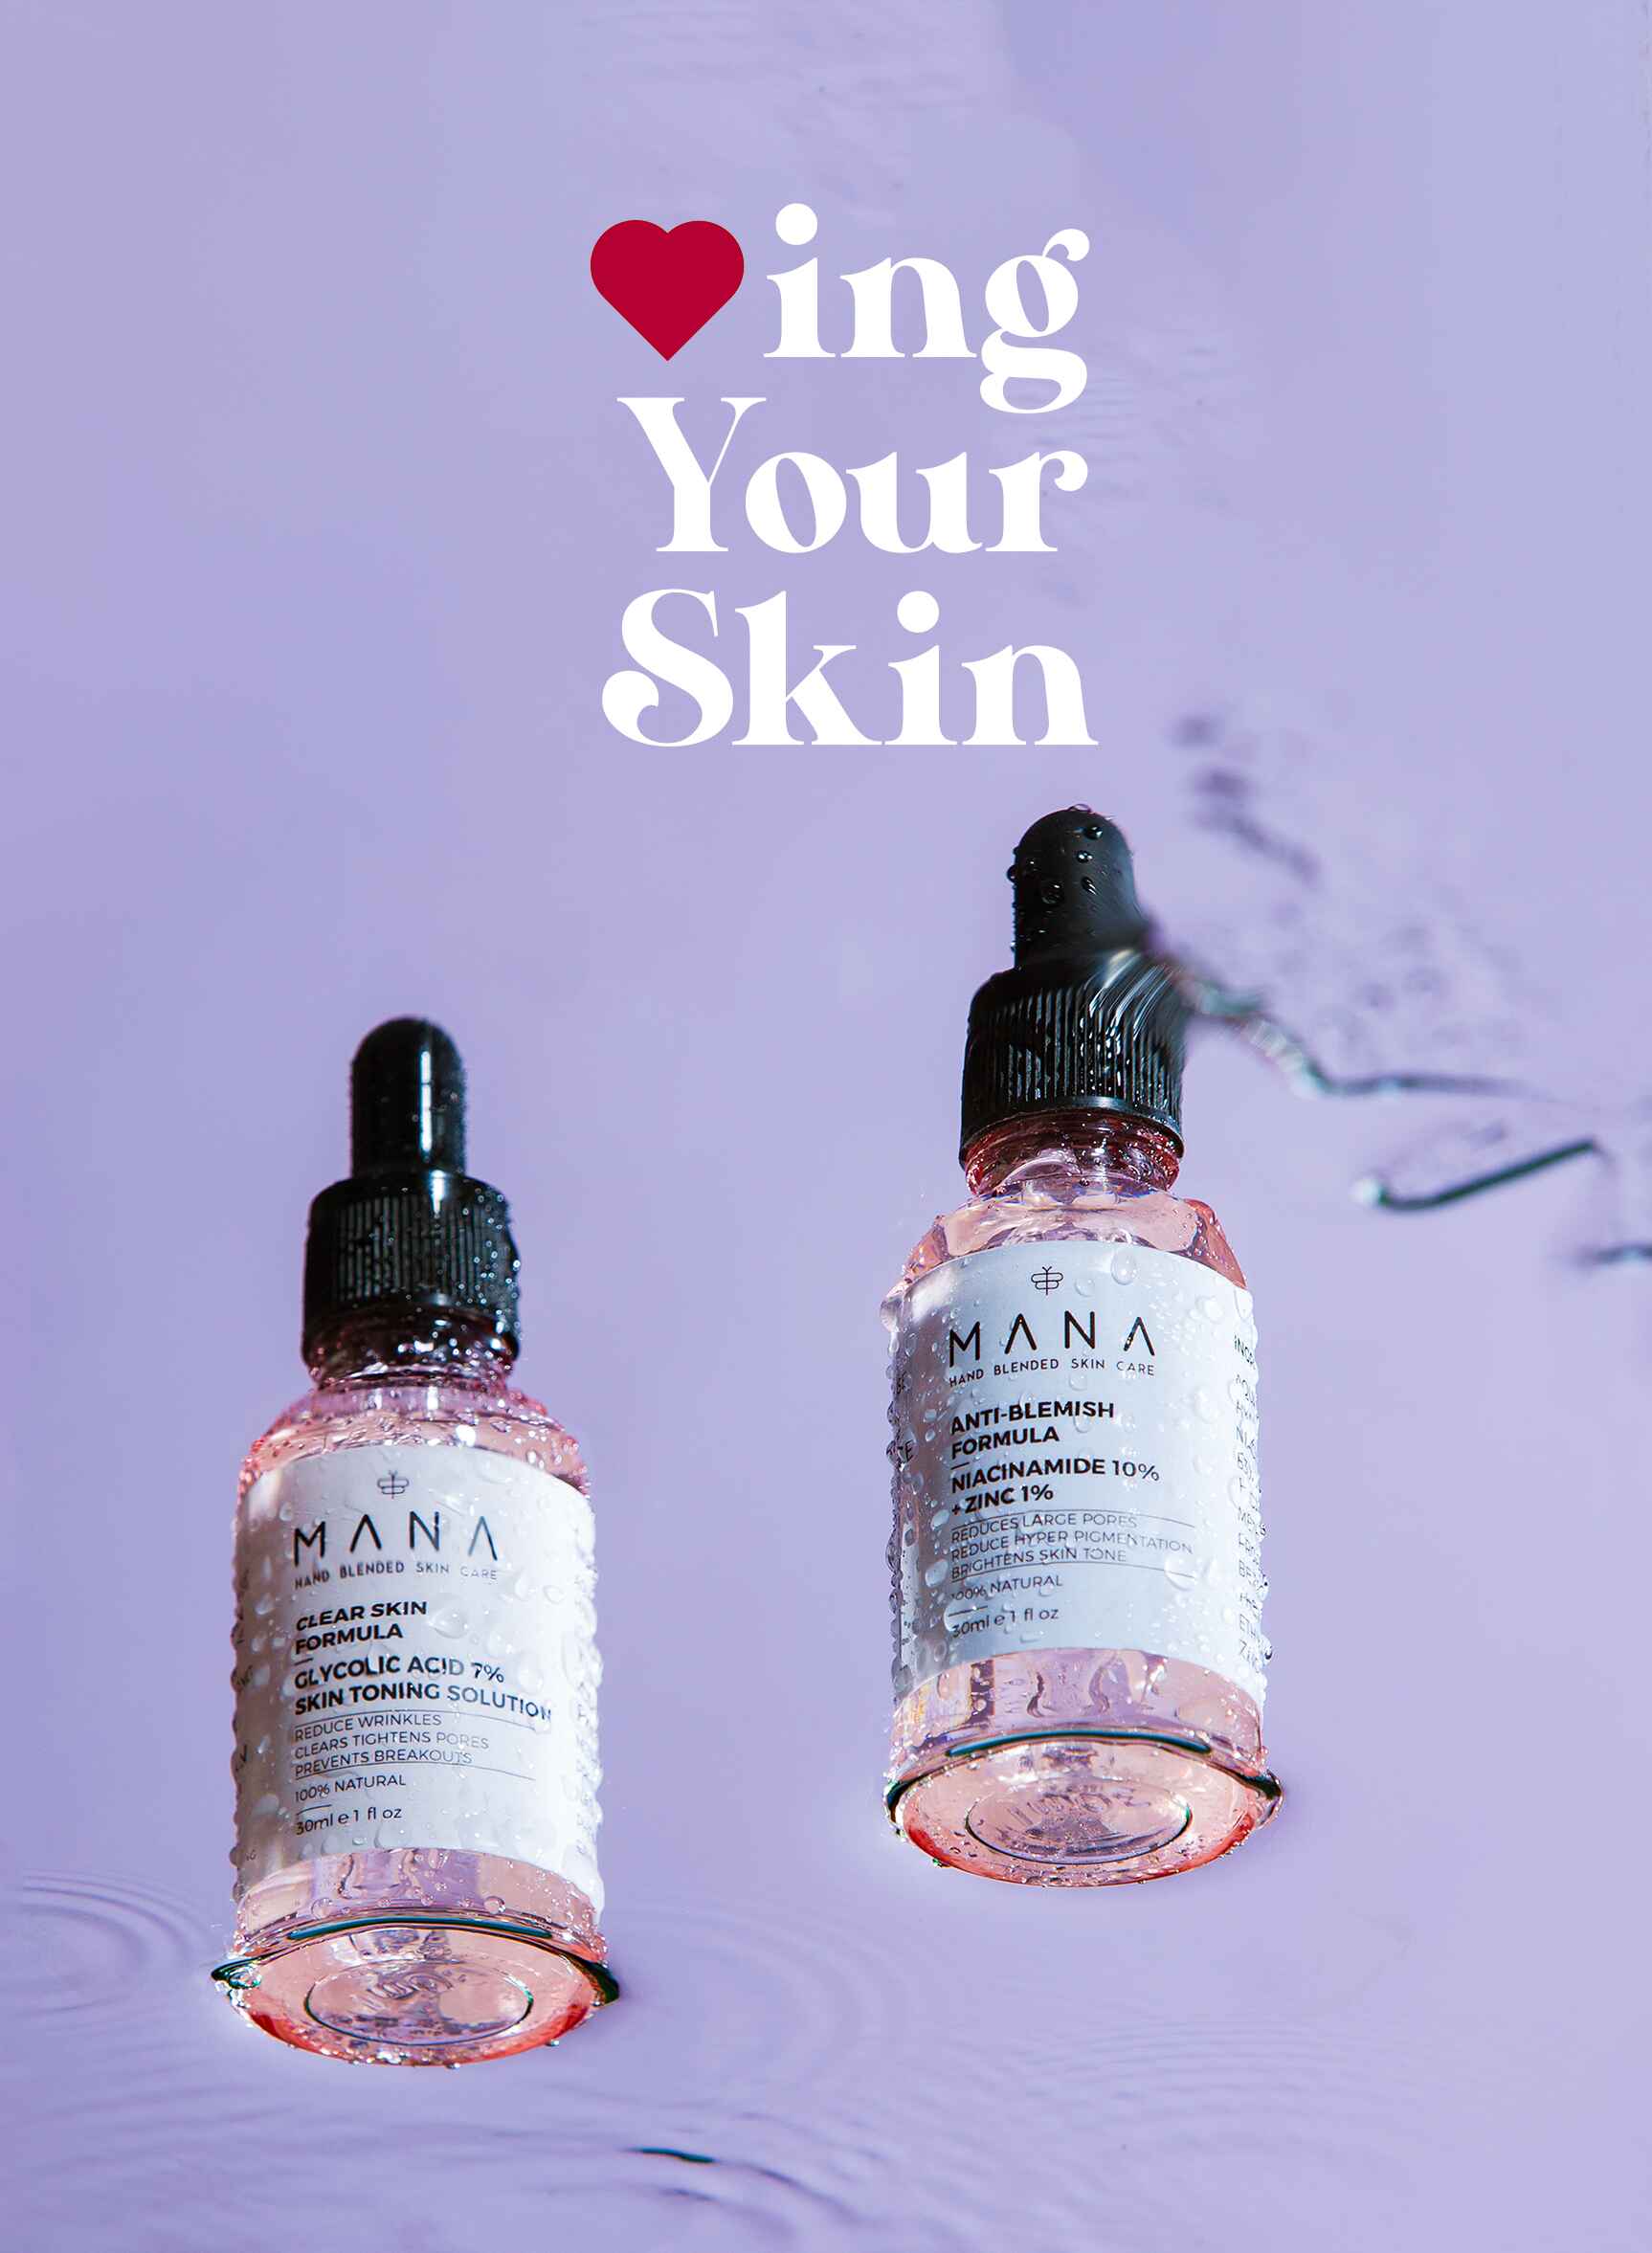 ❤ing
Your
Skin
MANA
HAND BLENDED SKIN CARE
CLEAR SKIN
FORMULA
GLYCOLIC ACID 7%
SKIN TONING SOLUTION
REDUCE WRINKLES
CLEARS TIGHTENS PORES
PREVENTS BREAKOUTS
100% NATURAL
30ml e 1 fl oz
MANA
HAND BLENDED SKIN CARE
ANTI-BLEMISH
FORMULA
NIACINAMIDE 10%
+ ZINC 1%
REDUCES LARGE PORES
REDUCE HYPER PIGMENTATION
BRIGHTENS SKIN TONE
100% NATURAL
30ml e 1 fl oz